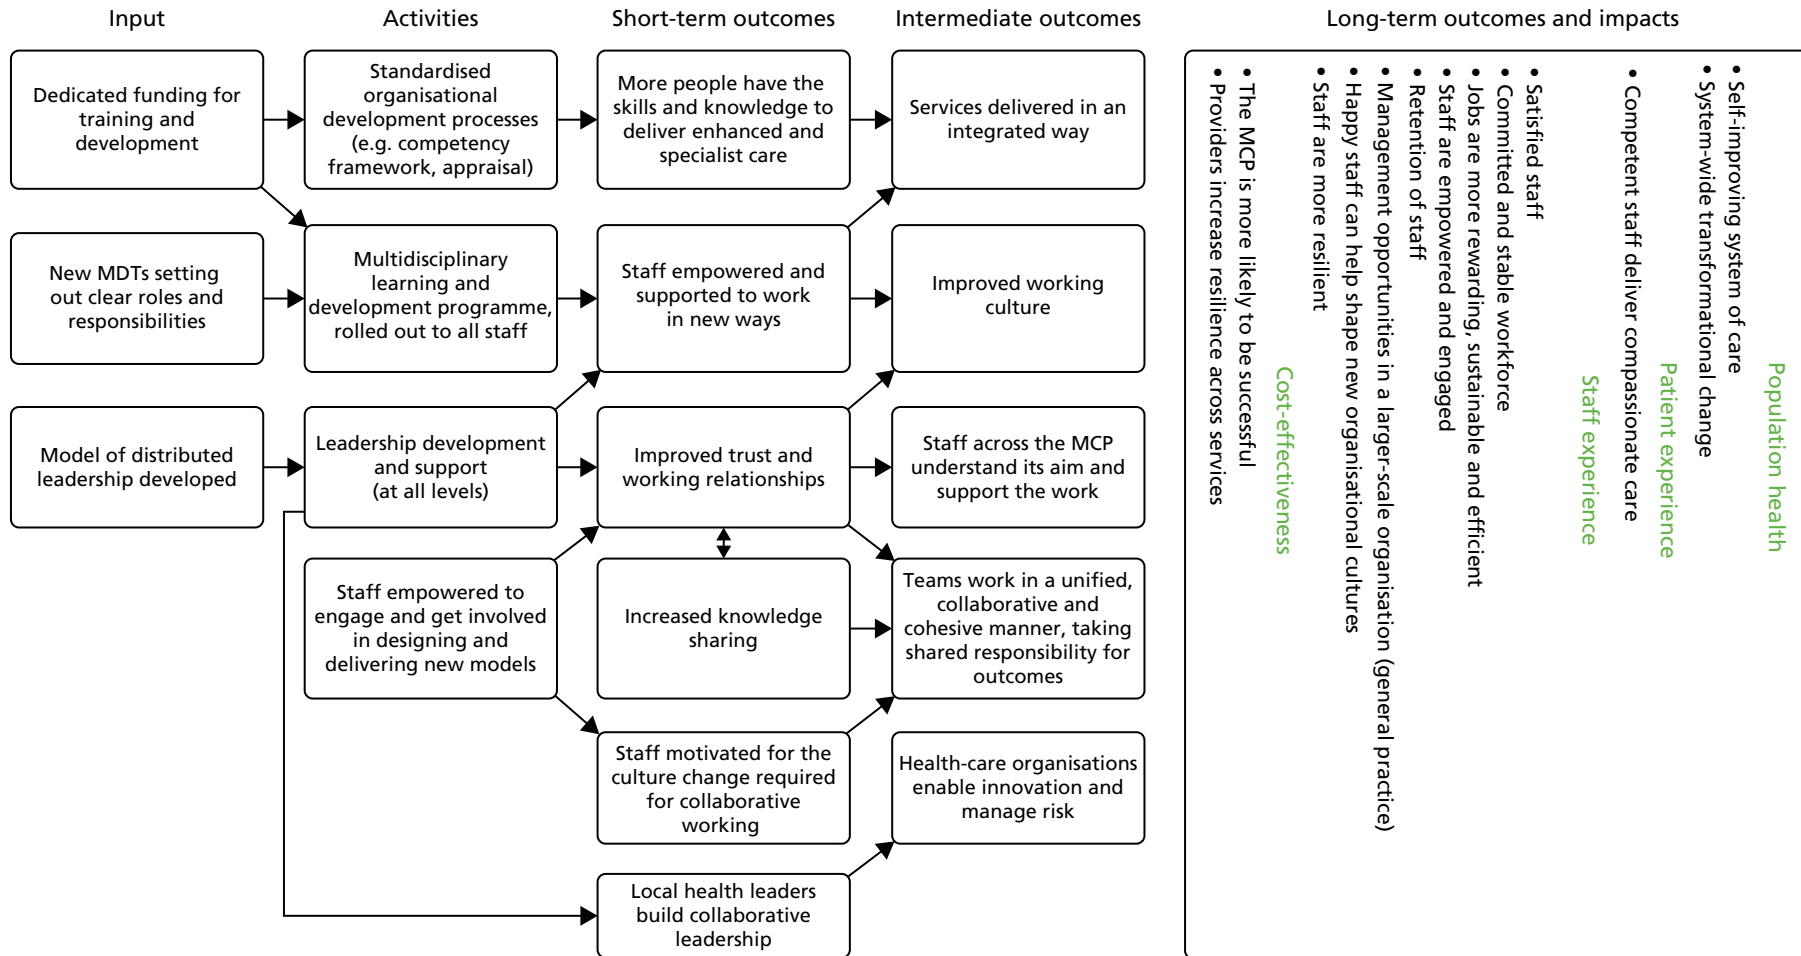 Input
Activities
Short-term outcomes
Intermediate outcomes
Long-term outcomes and impacts
Dedicated funding for
training and
development
New MDTs setting
out clear roles and
responsibilities
Model of distributed
leadership developed
Standardised
organisational
development processes
(e.g. competency
framework, appraisal)
Multidisciplinary
learning and
development programme,
rolled out to all staff
Leadership development
and support
(at all levels)
Staff empowered to
engage and get involved
in designing and
delivering new models
More people have the
skills and knowledge to
deliver enhanced and
specialist care
Staff empowered and
supported to work
in new ways
Improved trust and
working relationships
Increased knowledge
sharing
Staff motivated for the
culture change required
for collaborative
working
Local health leaders
build collaborative
leadership
Services delivered in an
integrated way
Improved working
culture
Staff across the MCP
understand its aim and
support the work
Teams work in a unified,
collaborative and
cohesive manner, taking
shared responsibility for
outcomes
Health-care organisations
enable innovation and
manage risk
Population health
• Self-improving system of care
• System-wide transformational change
Patient experience
• Competent staff deliver compassionate care
Staff experience
• Satisfied staff
• Committed and stable workforce
• Jobs are more rewarding, sustainable and efficient
• Staff are empowered and engaged
• Retention of staff
• Management opportunities in a larger-scale organisation (general practice)
• Happy staff can help shape new organisational cultures
• Staff are more resilient
Cost-effectiveness
• The MCP is more likely to be successful
• Providers increase resilience across services